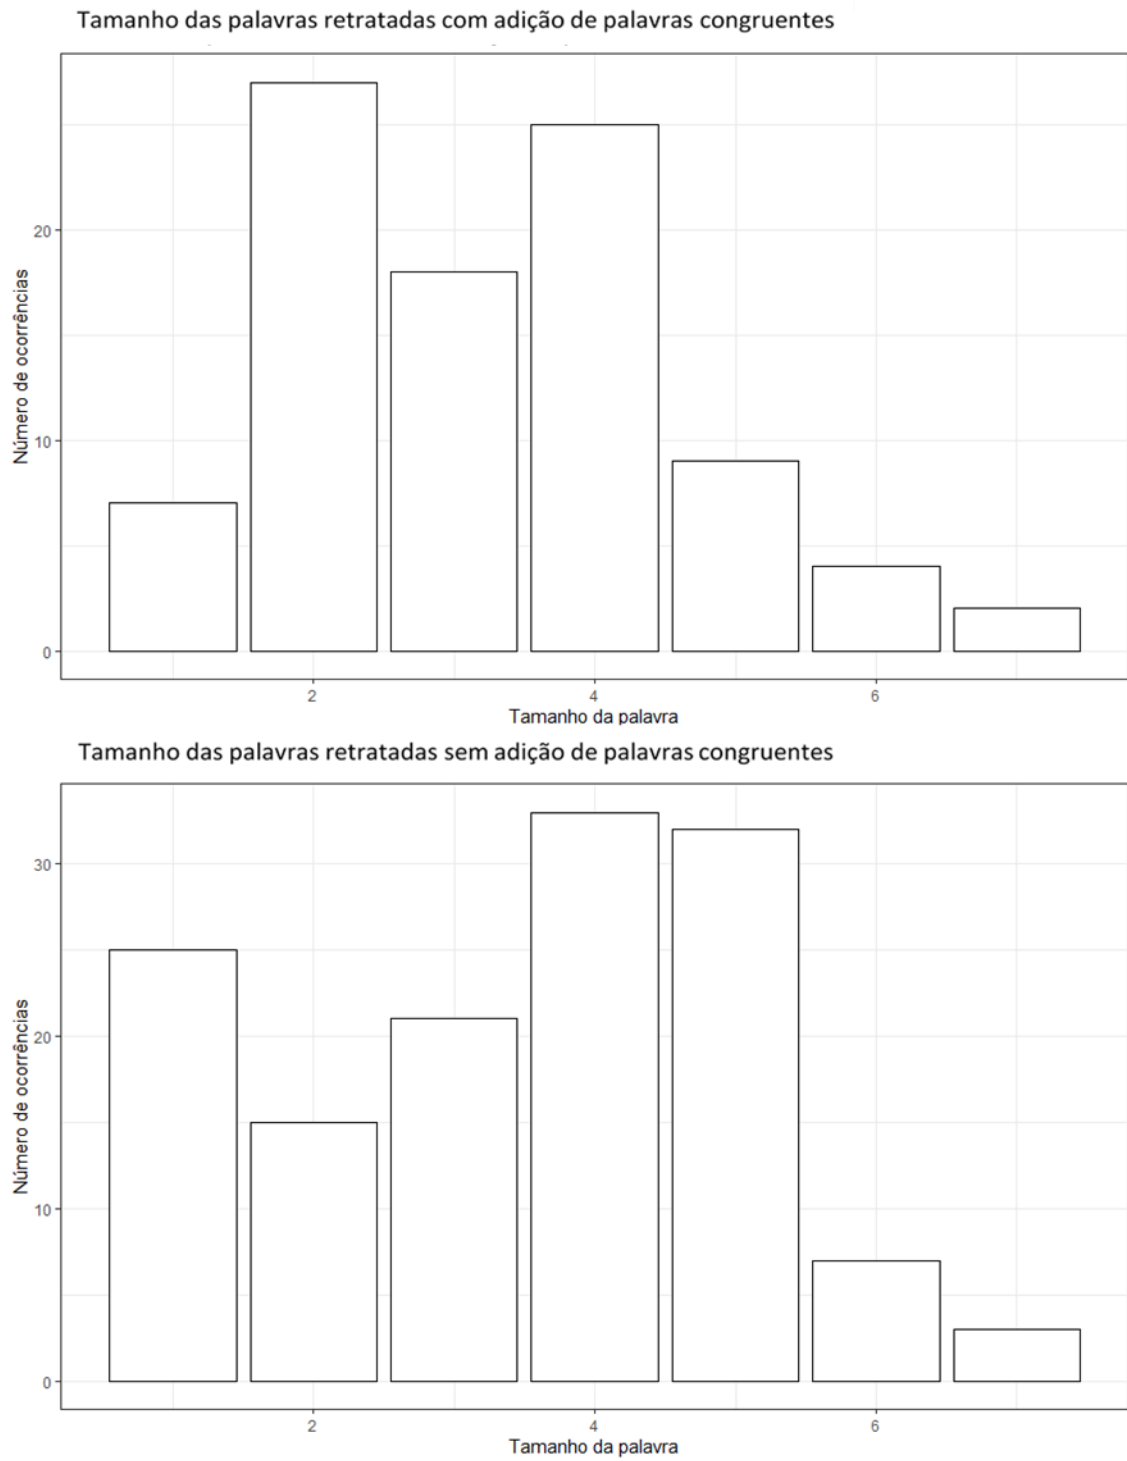 Tamanho das palavras retratadas com adição de palavras congruentes
20
10
0
Número de ocorrências
2 4 6
Tamanho da palavra
Tamanho das palavras retratadas sem adição de palavras congruentes
30
20
10
0
Número de ocorrências
2 4 6
Tamanho da palavra